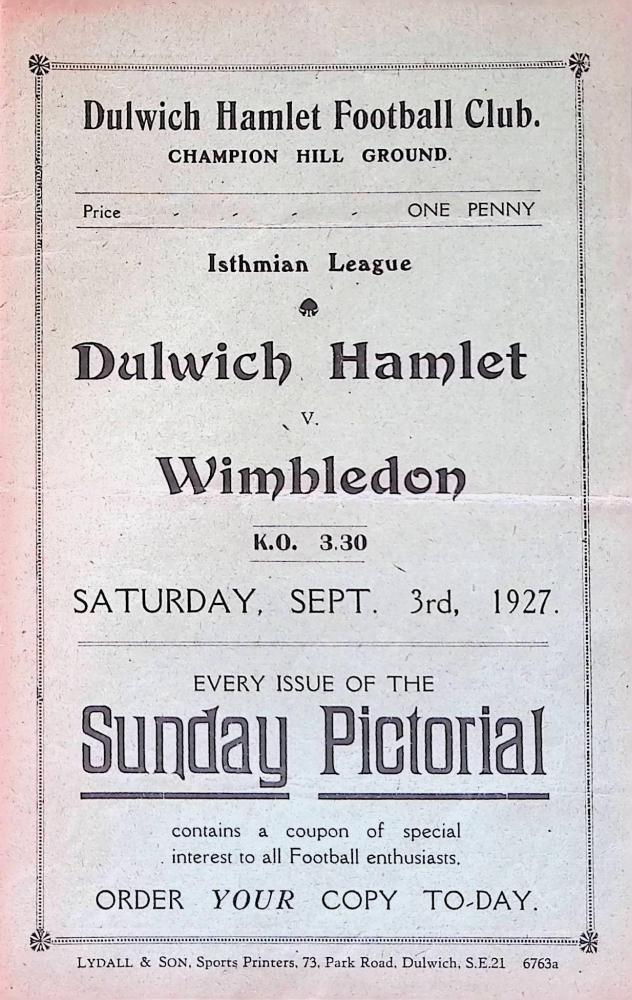 Dulwich Hamlet Football Club.
CHAMPION HILL GROUND.
Price - - - - ONE PENNY
Isthmian League
Dulwich Hamlet
v.
Wimbledon
K.O. 3.30
SATURDAY, SEPT. 3rd, 1927.
EVERY ISSUE OF THE
Sunday Pictorial
contains a coupon of special
interest to all Football enthusiasts.
ORDER YOUR COPY TO-DAY.
LYDALL & SON, Sports Printers, 73, Park Road, Dulwich, S.E.21 6763a